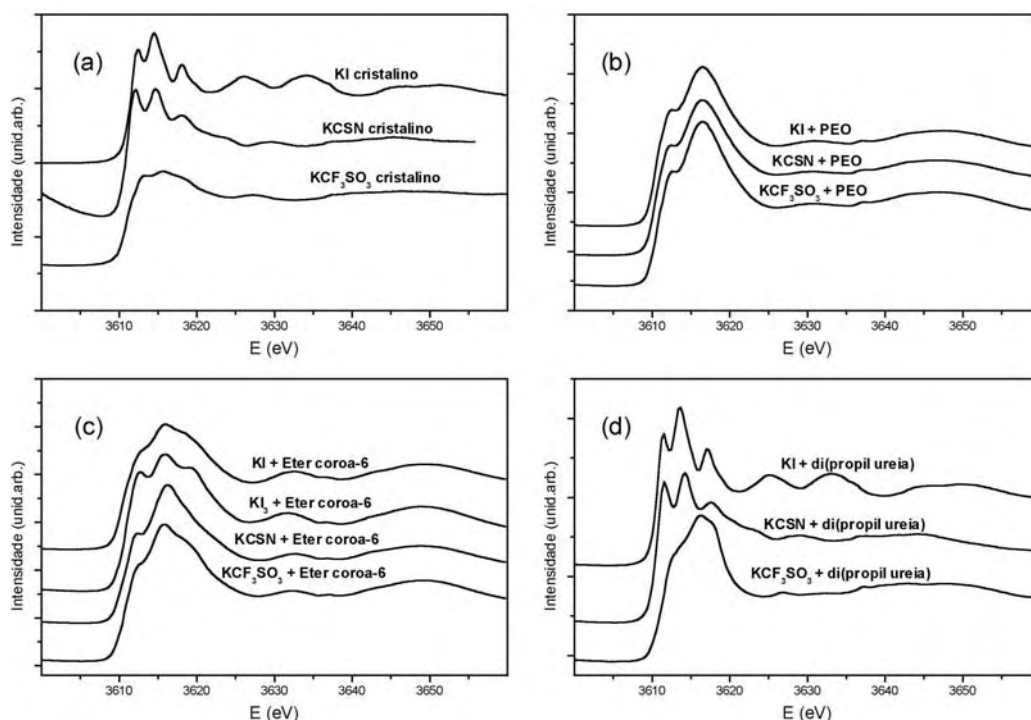 (a)
KI cristalino
KCSN cristalino
KCF₃SO₃ cristalino
Intensidade (unid.arb.)
3610 3620 3630 3640 3650
E (eV)
(b)
KI + PEO
KCSN + PEO
KCF₃SO₃ + PEO
Intensidade (unid.arb.)
3610 3620 3630 3640 3650
E (eV)
(c)
KI + Eter coroa-6
KI₃ + Eter coroa-6
KCSN + Eter coroa-6
KCF₃SO₃ + Eter coroa-6
Intensidade (unid.arb.)
3610 3620 3630 3640 3650
E (eV)
(d)
KI + di(propil ureia)
KCSN + di(propil ureia)
KCF₃SO₃ + di(propil ureia)
Intensidade (unid.arb.)
3610 3620 3630 3640 3650
E (eV)